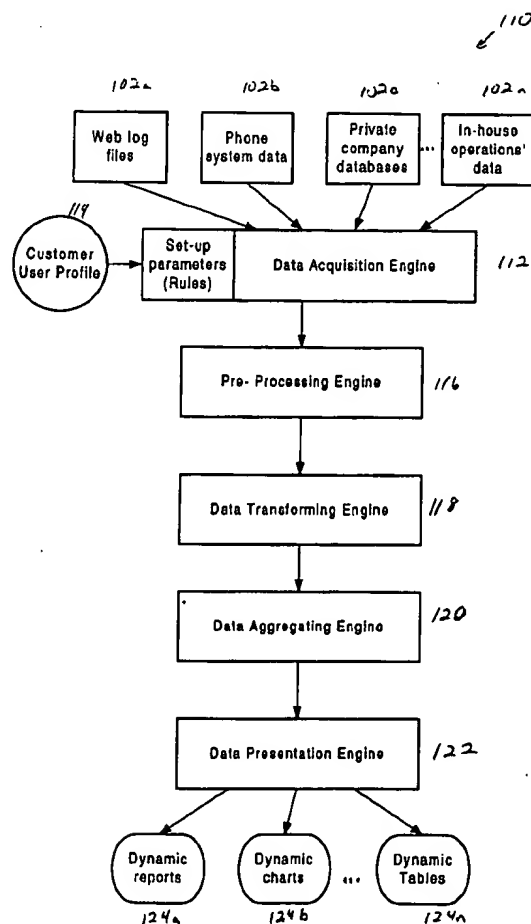 110
102a 102b 102c 102n
Web log files
Phone system data
Private company databases
...
In-house operations' data
114
Customer User Profile
Set-up parameters (Rules)
Data Acquisition Engine
112
Pre- Processing Engine
116
Data Transforming Engine
118
Data Aggregating Engine
120
Data Presentation Engine
122
Dynamic reports
Dynamic charts
...
Dynamic Tables
124a 124b 124n